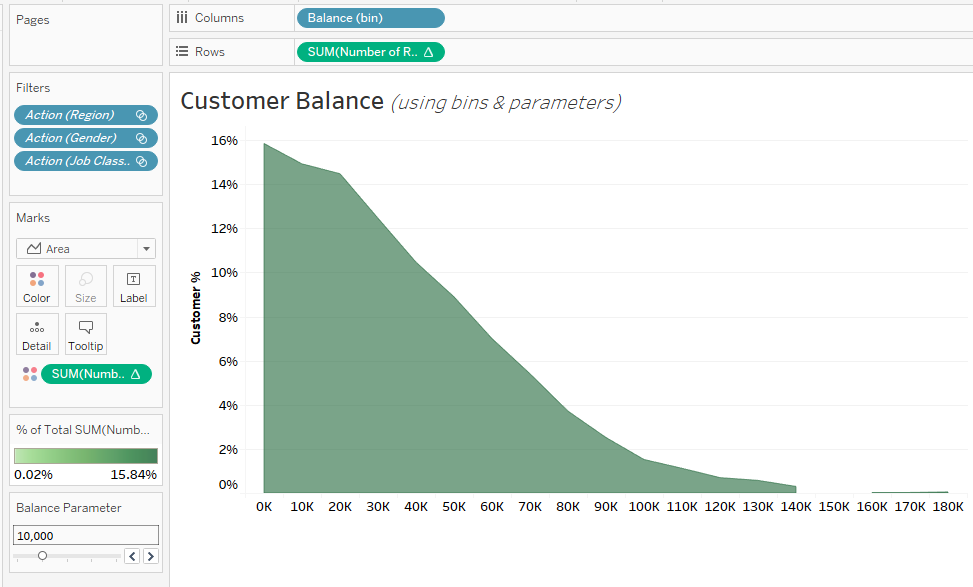 Pages
Columns
Balance (bin)
Rows
SUM(Number of R..
Filters
Action (Region)
Action (Gender)
Action (Job Class..
Marks
Area
Color
Size
Label
Detail
Tooltip
SUM(Numb..
% of Total SUM(Numb...
0.02% 15.84%
Balance Parameter
10,000
Customer Balance (using bins & parameters)
16%
14%
12%
10%
8%
6%
4%
2%
0%
Customer %
0K 10K 20K 30K 40K 50K 60K 70K 80K 90K 100K 110K 120K 130K 140K 150K 160K 170K 180K